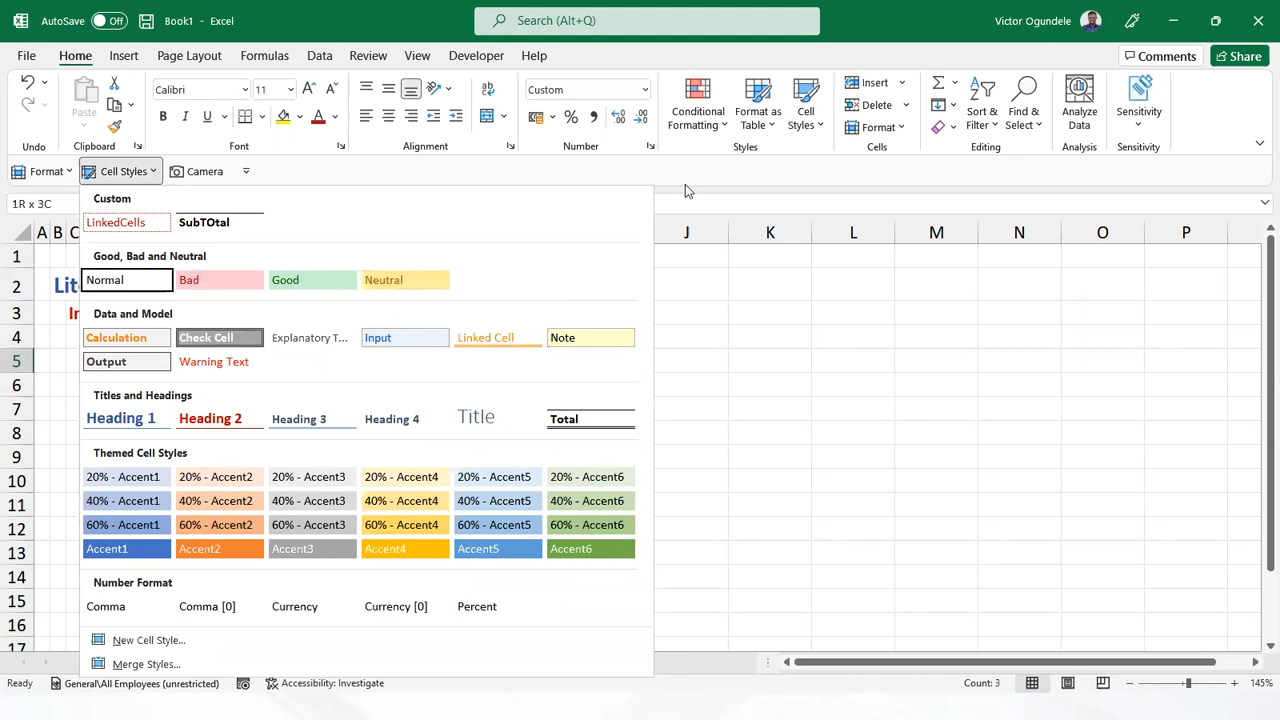 AutoSave Off Book1 - Excel Search (Alt+Q) Victor Ogundele
File Home Insert Page Layout Formulas Data Review View Developer Help Comments Share
Calibri 11 Custom Insert
Paste B I U Conditional Formatting Format as Table Cell Styles Delete Sort & Filter Find & Select Analyze Data Sensitivity
Format
Undo Clipboard Font Alignment Number Styles Cells Editing Analysis Sensitivity
Format Cell Styles Camera
1R x 3C
A B C J K L M N O P
1
2
3
4
5
6
7
8
9
10
11
12
13
14
15
16
17
Custom
LinkedCells SubTOtal
Good, Bad and Neutral
Normal Bad Good Neutral
Data and Model
Calculation Check Cell Explanatory T... Input Linked Cell Note
Output Warning Text
Titles and Headings
Heading 1 Heading 2 Heading 3 Heading 4 Title Total
Themed Cell Styles
20% - Accent1 20% - Accent2 20% - Accent3 20% - Accent4 20% - Accent5 20% - Accent6
40% - Accent1 40% - Accent2 40% - Accent3 40% - Accent4 40% - Accent5 40% - Accent6
60% - Accent1 60% - Accent2 60% - Accent3 60% - Accent4 60% - Accent5 60% - Accent6
Accent1 Accent2 Accent3 Accent4 Accent5 Accent6
Number Format
Comma Comma [0] Currency Currency [0] Percent
New Cell Style...
Merge Styles...
Ready General\All Employees (unrestricted) Accessibility: Investigate Count: 3 145%